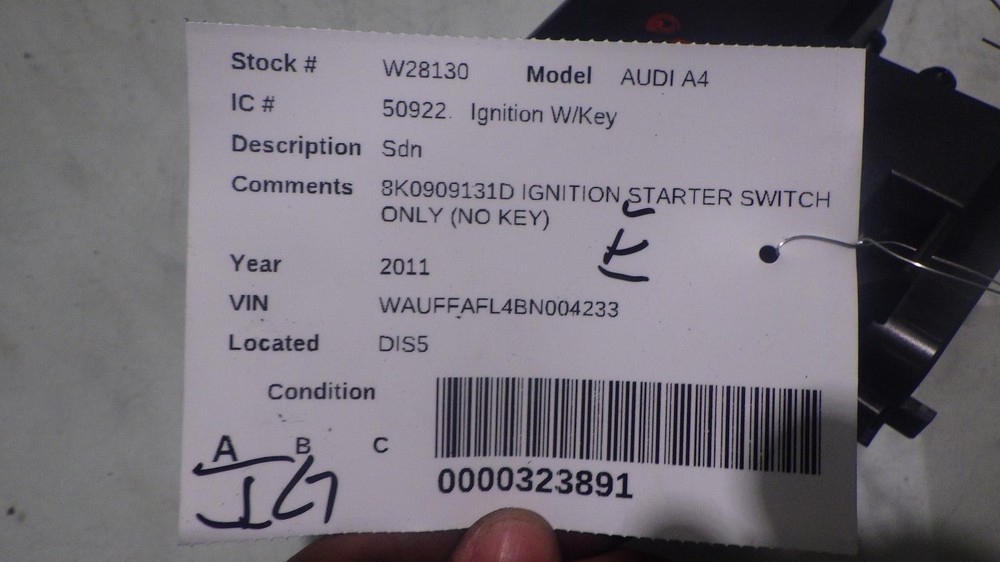 Stock # W28130 Model AUDI A4
IC # 50922. Ignition W/Key
Description Sdn
Comments 8K0909131D IGNITION STARTER SWITCH
ONLY (NO KEY)
Year 2011
VIN WAUFFAFL4BN004233
Located DIS5
Condition
A B C
0000323891